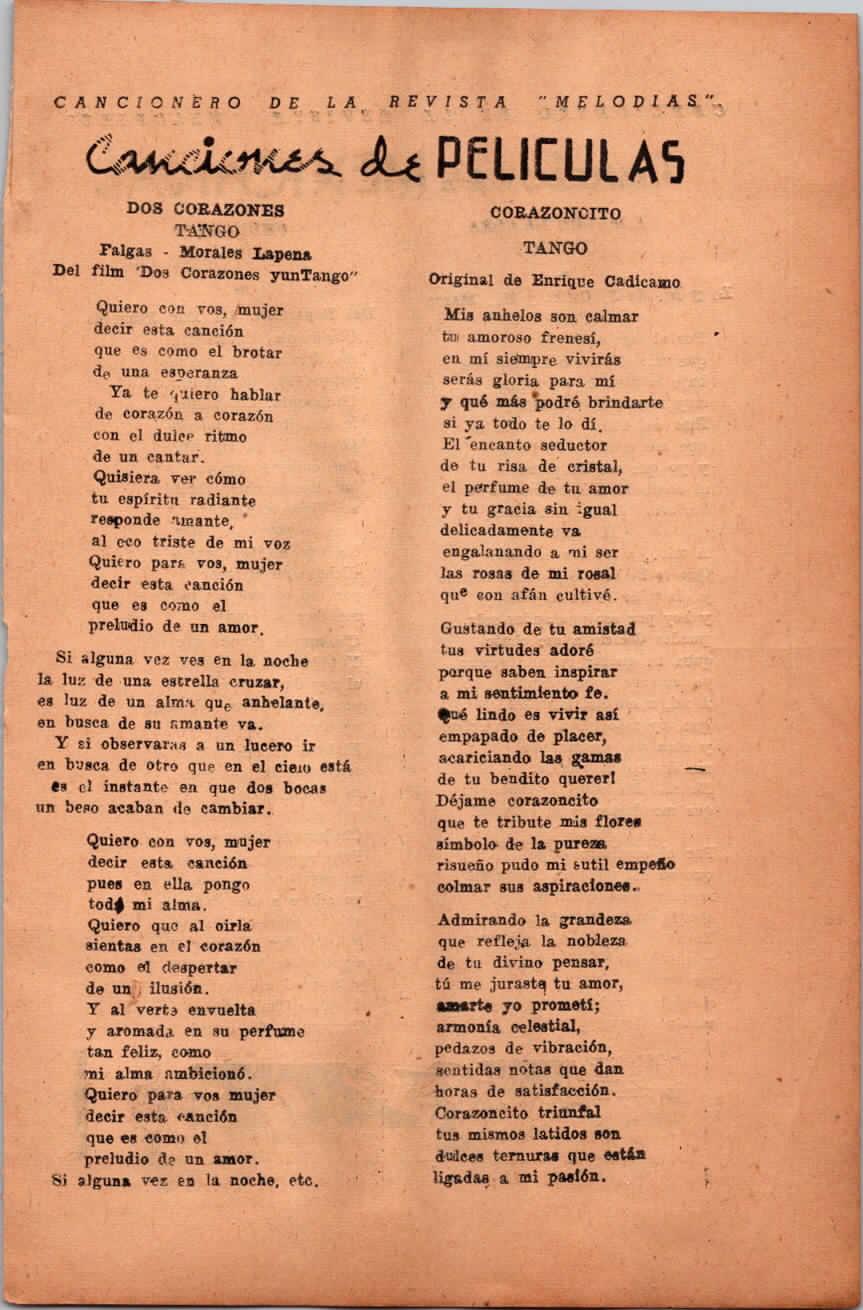 CANCIONERO DE LA REVISTA "MELODIAS".
Canciones de PELICULAS
DOS CORAZONES
TANGO
Falgas - Morales Lapena
Del film 'Dos Corazones yunTango"
Quiero con vos, mujer
decir esta canción
que es como el brotar
de una esperanza
Ya te quiero hablar
de corazón a corazón
con el dulce ritmo
de un cantar.
Quisiera ver cómo
tu espíritu radiante
responde amante,
al eco triste de mi voz
Quiero para vos, mujer
decir esta canción
que es como el
preludio de un amor.
Si alguna vez ves en la noche
la luz de una estrella cruzar,
es luz de un alma que anhelante,
en busca de su amante va.
Y si observaras a un lucero ir
en busca de otro que en el cielo está
es el instante en que dos bocas
un beso acaban de cambiar.
Quiero con vos, mujer
decir esta canción
pues en ella pongo
toda mi alma.
Quiero que al oirla
sientas en el corazón
como el despertar
de un ilusión.
Y al verte envuelta
y aromada en su perfume
tan feliz, como
mi alma ambicionó.
Quiero para vos mujer
decir esta canción
que es como el
preludio de un amor.
Si alguna vez en la noche, etc.
CORAZONCITO
TANGO
Original de Enrique Cadicamo
Mis anhelos son calmar
tu amoroso frenesí,
en mí siempre vivirás
serás gloria para mí
y qué más podré brindarte
si ya todo te lo dí.
El encanto seductor
de tu risa de cristal,
el perfume de tu amor
y tu gracia sin igual
delicadamente va
engalanando a mi ser
las rosas de mi rosal
que con afán cultivé.
Gustando de tu amistad
tus virtudes adoré
porque saben inspirar
a mi sentimiento fe.
Qué lindo es vivir así
empapado de placer,
acariciando las gamas
de tu bendito querer!
Déjame corazoncito
que te tribute mis flores
símbolo de la pureza
risueño pudo mi sutil empeño
colmar sus aspiraciones.
Admirando la grandeza
que refleja la nobleza
de tu divino pensar,
tú me juraste tu amor,
amarte yo prometí;
armonía celestial,
pedazos de vibración,
sentidas notas que dan
horas de satisfacción.
Corazoncito triunfal
tus mismos latidos son
dulces ternuras que están
ligadas a mi pasión.